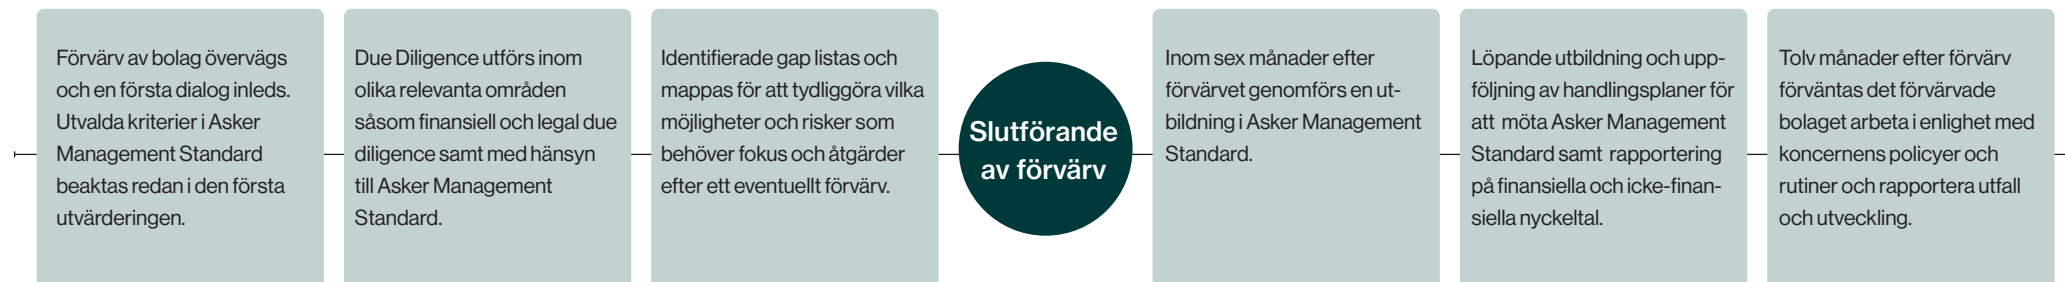 Förvärv av bolag övervägs
och en första dialog inleds.
Utvalda kriterier i Asker
Management Standard
beaktas redan i den första
utvärderingen.
Due Diligence utförs inom
olika relevanta områden
såsom finansiell och legal due
diligence samt med hänsyn
till Asker Management
Standard.
Identifierade gap listas och
mappas för att tydliggöra vilka
möjligheter och risker som
behöver fokus och åtgärder
efter ett eventuellt förvärv.
Slutförande
av förvärv
Inom sex månader efter
förvärvet genomförs en ut-
bildning i Asker Management
Standard.
Löpande utbildning och upp-
följning av handlingsplaner för
att möta Asker Management
Standard samt rapportering
på finansiella och icke-finan-
siella nyckeltal.
Tolv månader efter förvärv
förväntas det förvärvade
bolaget arbeta i enlighet med
koncernens policyer och
rutiner och rapportera utfall
och utveckling.